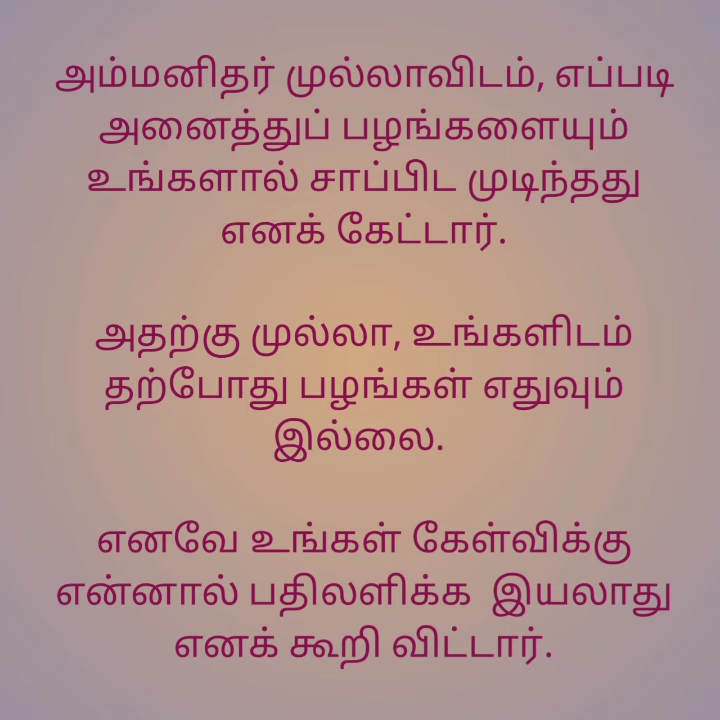 அம்மனிதர் முல்லாவிடம், எப்படி
அனைத்துப் பழங்களையும்
உங்களால் சாப்பிட முடிந்தது
எனக் கேட்டார்.
அதற்கு முல்லா, உங்களிடம்
தற்போது பழங்கள் எதுவும்
இல்லை.
எனவே உங்கள் கேள்விக்கு
என்னால் பதிலளிக்க இயலாது
எனக் கூறி விட்டார்.